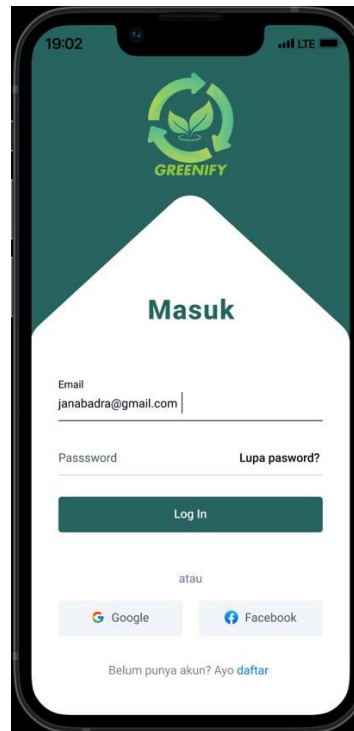 19:02 LTE
GREENIFY
Masuk
Email
janabadra@gmail.com
Passsword Lupa pasword?
Log In
atau
Google Facebook
Belum punya akun? Ayo daftar